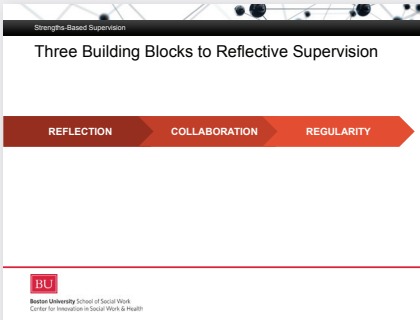 Strengths-Based Supervision
Three Building Blocks to Reflective Supervision
REFLECTION COLLABORATION REGULARITY
BU
Boston University School of Social Work
Center for Innovation in Social Work & Health